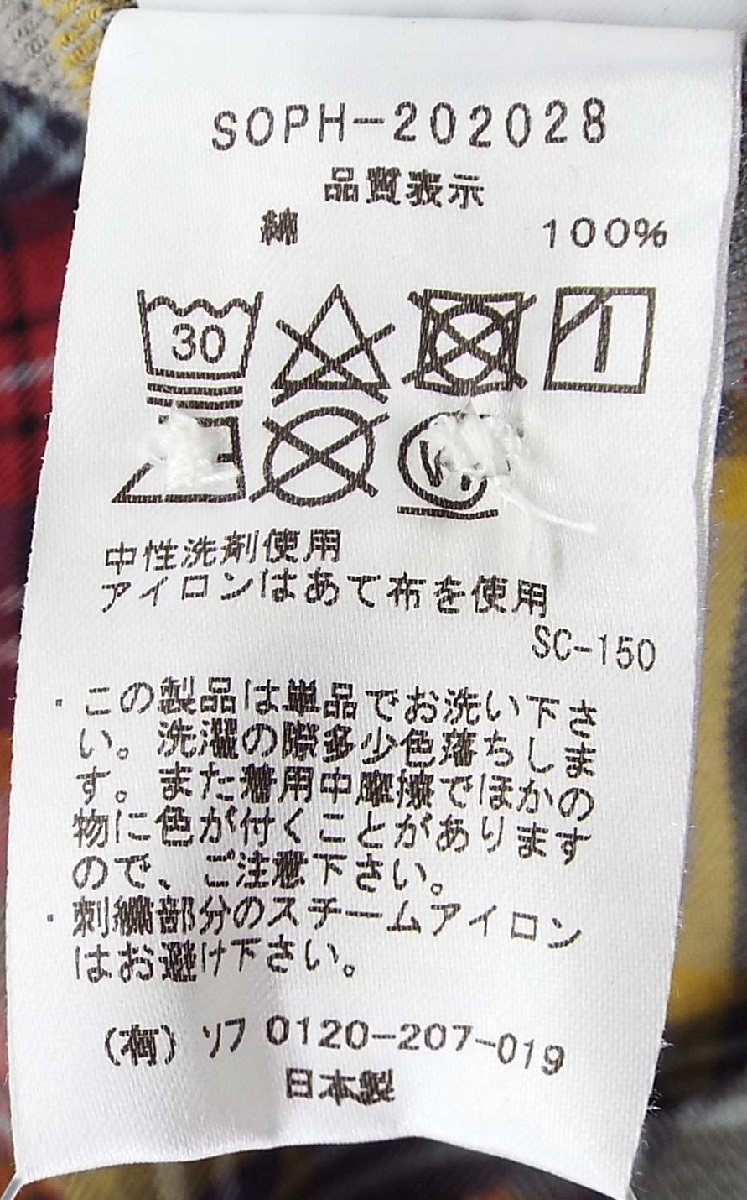 SOPH-202028
品質表示
綿 100%
30
中性洗剤使用
アイロンはあて布を使用
SC-150
・この製品は単品でお洗い下さ
い。洗濯の際多少色落ちしま
す。また着用中摩擦でほかの
物に色が付くことがあります
ので、ご注意下さい。
・刺繍部分のスチームアイロン
はお避け下さい。
(有) ソフ 0120-207-019
日本製